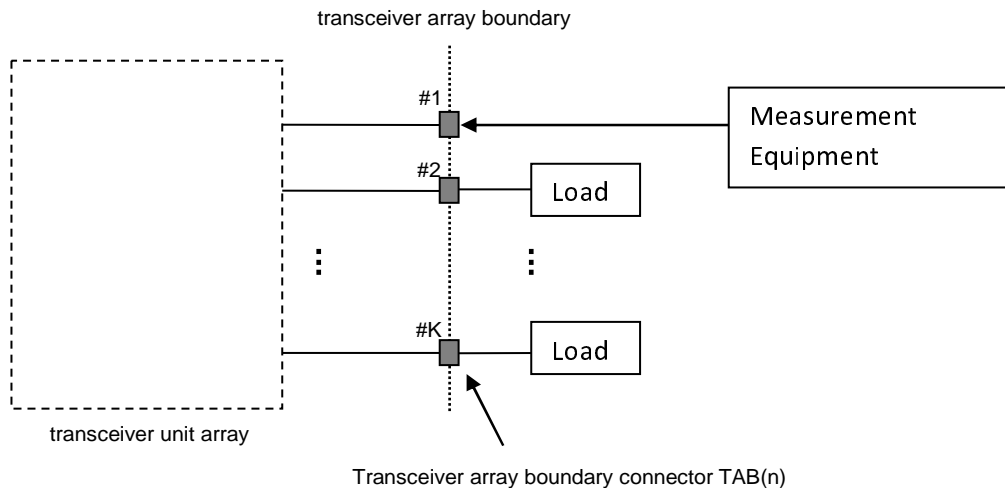 transceiver array boundary
#1
Measurement
Equipment
#2
Load
#K
Load
transceiver unit array
Transceiver array boundary connector TAB(n)